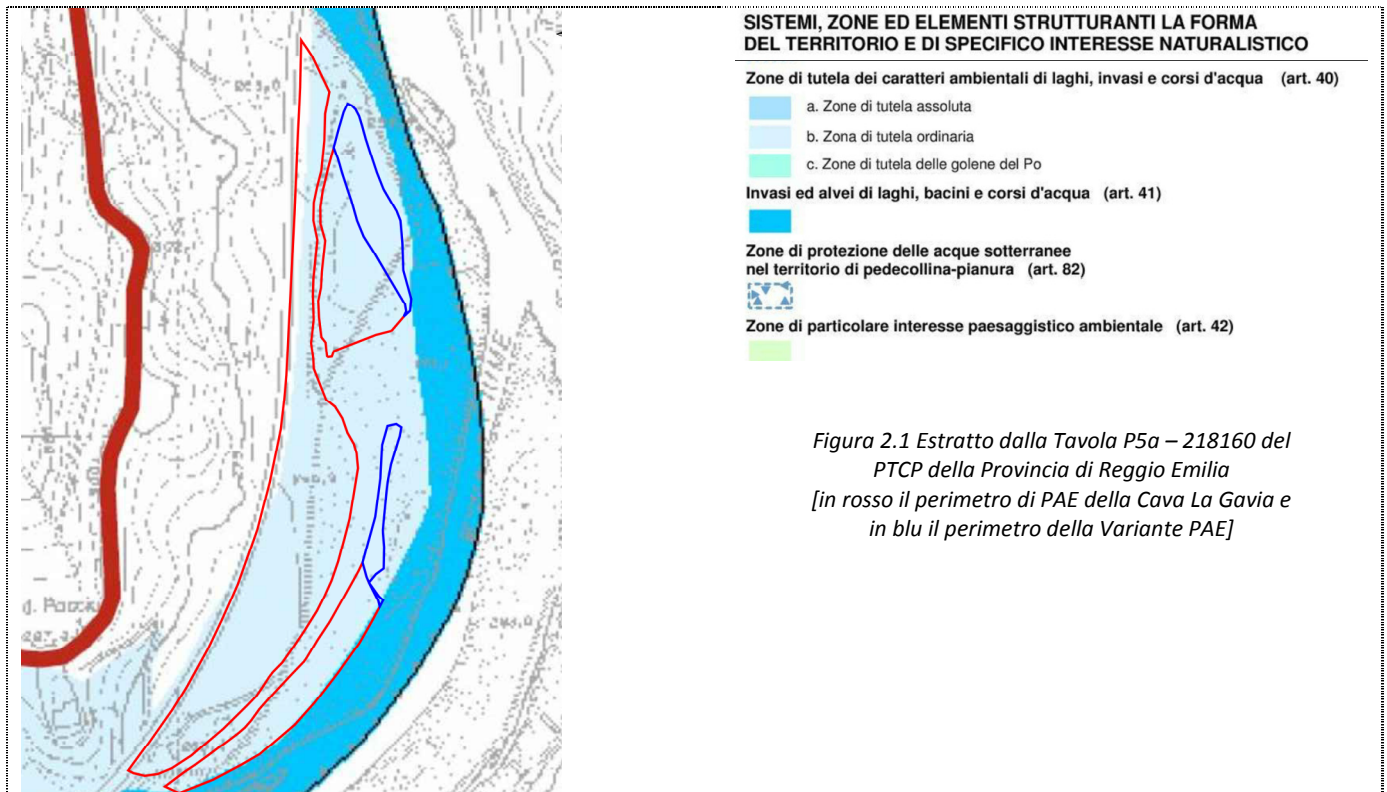 SISTEMI, ZONE ED ELEMENTI STRUTTURANTI LA FORMA
DEL TERRITORIO E DI SPECIFICO INTERESSE NATURALISTICO
Zone di tutela dei caratteri ambientali di laghi, invasi e corsi d'acqua (art. 40)
a. Zone di tutela assoluta
b. Zona di tutela ordinaria
c. Zone di tutela delle golene del Po
Invasi ed alvei di laghi, bacini e corsi d'acqua (art. 41)
Zone di protezione delle acque sotterranee
nel territorio di pedecollina-pianura (art. 82)
Zone di particolare interesse paesaggistico ambientale (art. 42)
Figura 2.1 Estratto dalla Tavola P5a – 218160 del
PTCP della Provincia di Reggio Emilia
[in rosso il perimetro di PAE della Cava La Gavia e
in blu il perimetro della Variante PAE]